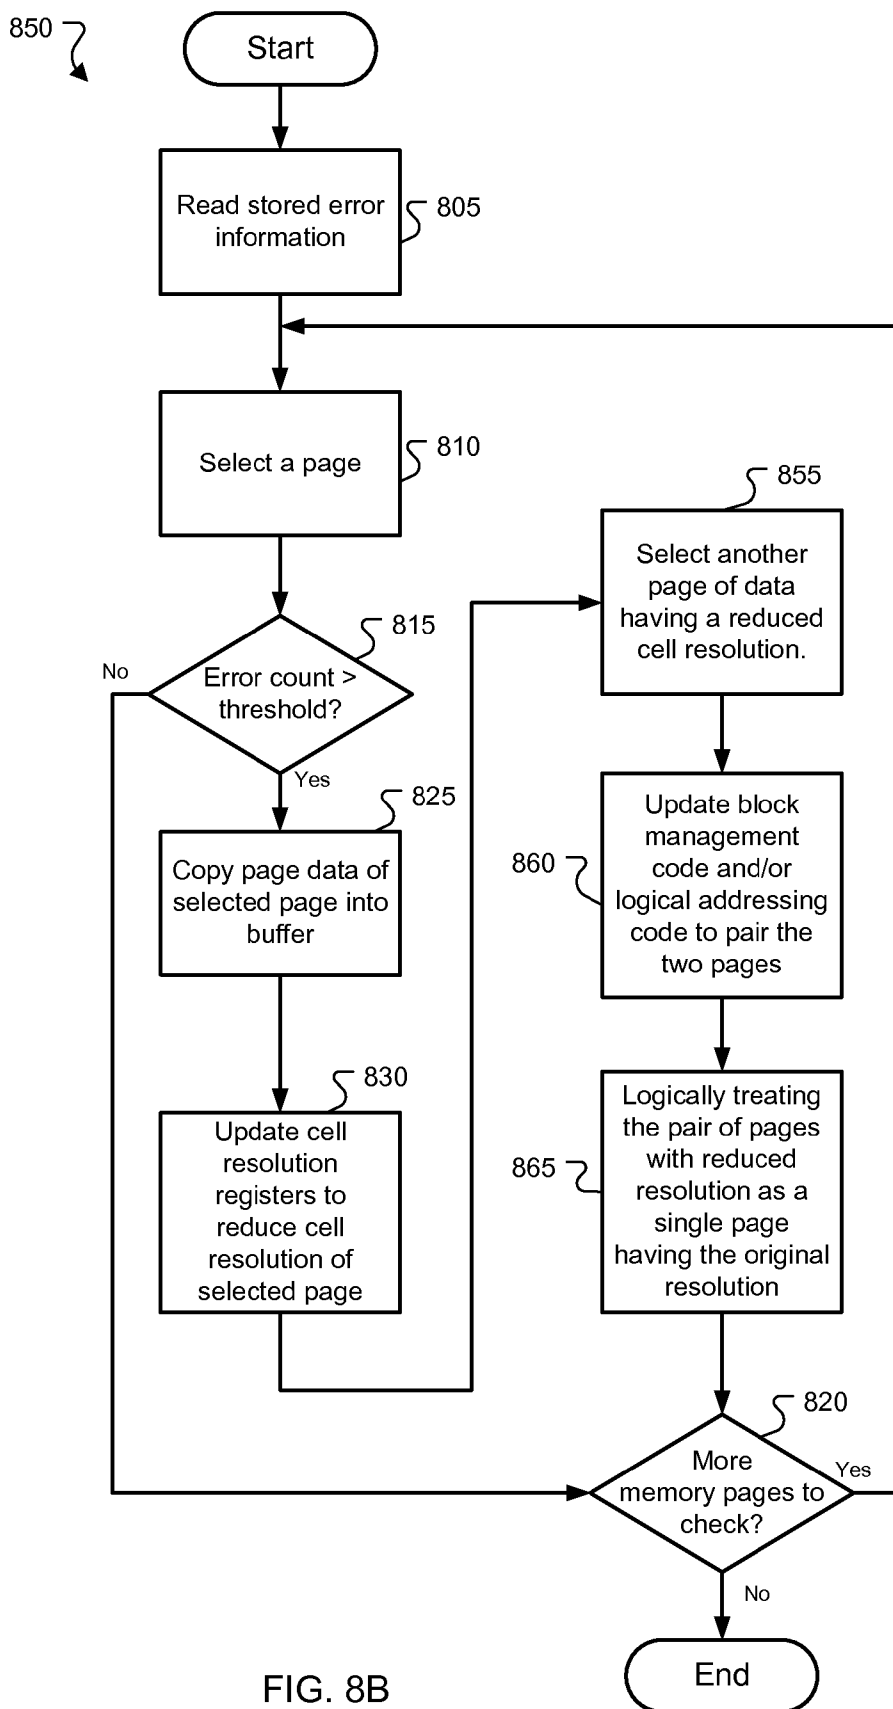 850
Start
Read stored error
information
805
Select a page
810
Error count >
threshold?
815
No
Yes
Copy page data of
selected page into
buffer
825
Update cell
resolution
registers to
reduce cell
resolution of
selected page
830
Select another
page of data
having a reduced
cell resolution.
855
Update block
management
code and/or
logical addressing
code to pair the
two pages
860
Logically treating
the pair of pages
with reduced
resolution as a
single page
having the original
resolution
865
More
memory pages to
check?
820
Yes
No
End
FIG. 8B